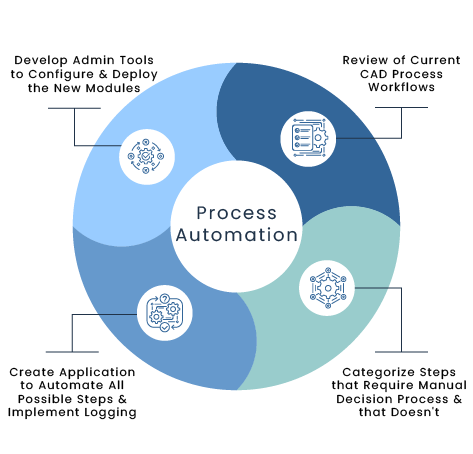 Develop Admin Tools
to Configure & Deploy
the New Modules
Review of Current
CAD Process
Workflows
Process
Automation
Create Application
to Automate All
Possible Steps &
Implement Logging
Categorize Steps
that Require Manual
Decision Process &
that Doesn't